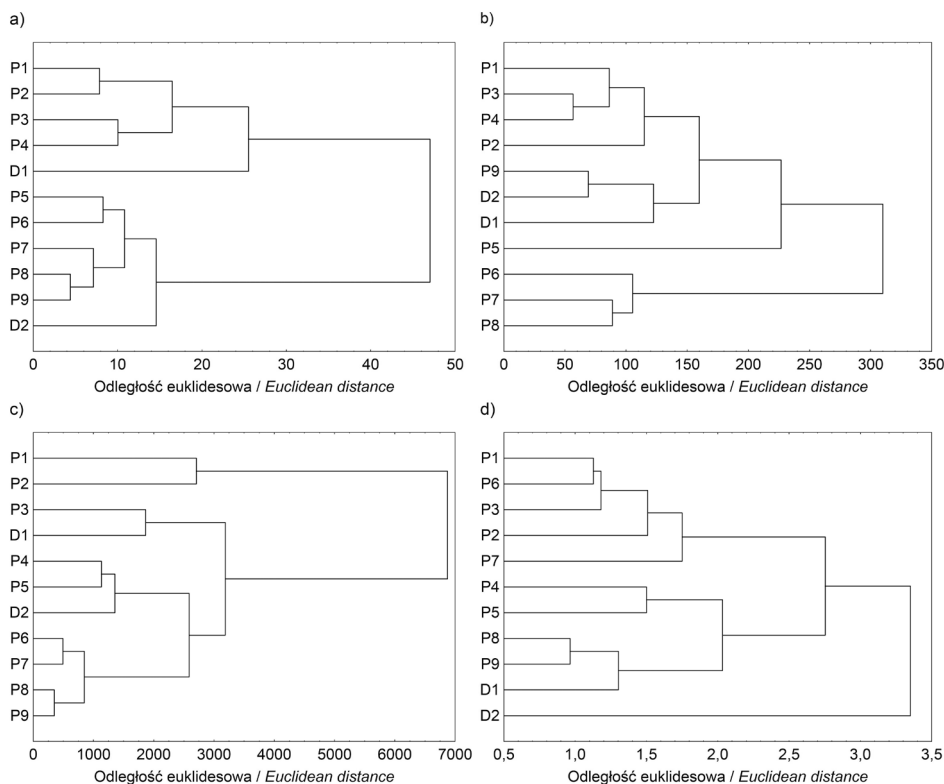 a)
P1
P2
P3
P4
D1
P5
P6
P7
P8
P9
D2
0 10 20 30 40 50
Odległość euklidesowa / Euclidean distance
b)
P1
P3
P4
P2
P9
D2
D1
P5
P6
P7
P8
0 50 100 150 200 250 300 350
Odległość euklidesowa / Euclidean distance
c)
P1
P2
P3
D1
P4
P5
D2
P6
P7
P8
P9
0 1000 2000 3000 4000 5000 6000 7000
Odległość euklidesowa / Euclidean distance
d)
P1
P6
P3
P2
P7
P4
P5
P8
P9
D1
D2
0,5 1,0 1,5 2,0 2,5 3,0 3,5
Odległość euklidesowa / Euclidean distance